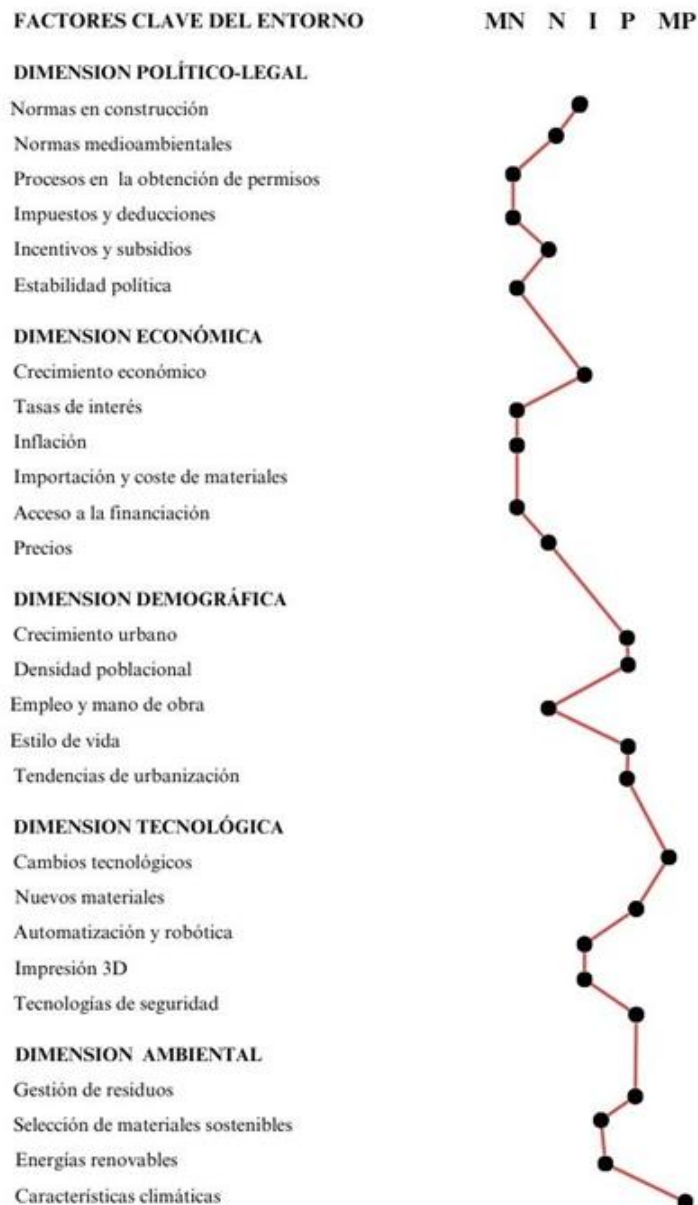 FACTORES CLAVE DEL ENTORNO MN N I P MP
DIMENSION POLÍTICO-LEGAL
Normas en construcción
Normas medioambientales
Procesos en la obtención de permisos
Impuestos y deducciones
Incentivos y subsidios
Estabilidad política
DIMENSION ECONÓMICA
Crecimiento económico
Tasas de interés
Inflación
Importación y coste de materiales
Acceso a la financiación
Precios
DIMENSION DEMOGRÁFICA
Crecimiento urbano
Densidad poblacional
Empleo y mano de obra
Estilo de vida
Tendencias de urbanización
DIMENSION TECNOLÓGICA
Cambios tecnológicos
Nuevos materiales
Automatización y robótica
Impresión 3D
Tecnologías de seguridad
DIMENSION AMBIENTAL
Gestión de residuos
Selección de materiales sostenibles
Energías renovables
Características climáticas